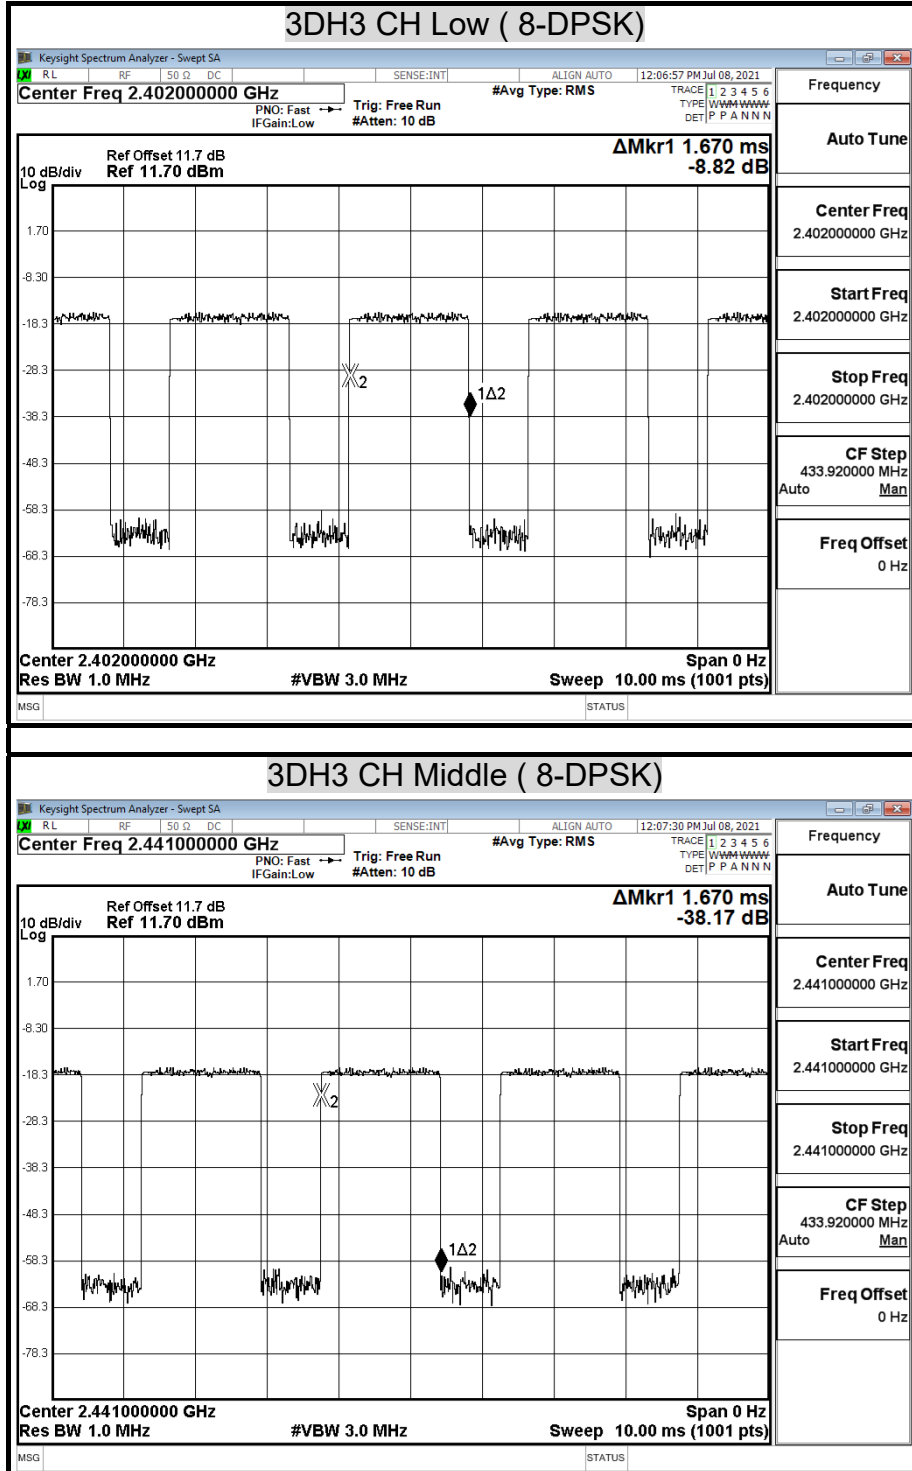 3DH3 CH Low ( 8-DPSK)
Keysight Spectrum Analyzer - Swept SA
LXI RL RF 50 Ω DC SENSE:INT ALIGN AUTO 12:06:57 PM Jul 08, 2021
Center Freq 2.402000000 GHz #Avg Type: RMS TRACE 1 2 3 4 5 6
PNO: Fast Trig: Free Run TYPE WWMWWWW
IFGain:Low #Atten: 10 dB DET P P A N N N
Frequency
Auto Tune
ΔMkr1 1.670 ms
-8.82 dB
Ref Offset 11.7 dB
10 dB/div Ref 11.70 dBm
Log
1.70
-8.30
-18.3
-28.3
-38.3
-48.3
-58.3
-68.3
-78.3
2
1Δ2
Center Freq
2.402000000 GHz
Start Freq
2.402000000 GHz
Stop Freq
2.402000000 GHz
CF Step
433.920000 MHz
Auto Man
Freq Offset
0 Hz
Center 2.402000000 GHz Span 0 Hz
Res BW 1.0 MHz #VBW 3.0 MHz Sweep 10.00 ms (1001 pts)
MSG STATUS
3DH3 CH Middle ( 8-DPSK)
Keysight Spectrum Analyzer - Swept SA
LXI RL RF 50 Ω DC SENSE:INT ALIGN AUTO 12:07:30 PM Jul 08, 2021
Center Freq 2.441000000 GHz #Avg Type: RMS TRACE 1 2 3 4 5 6
PNO: Fast Trig: Free Run TYPE WWMWWWW
IFGain:Low #Atten: 10 dB DET P P A N N N
Frequency
Auto Tune
ΔMkr1 1.670 ms
-38.17 dB
Ref Offset 11.7 dB
10 dB/div Ref 11.70 dBm
Log
1.70
-8.30
-18.3
-28.3
-38.3
-48.3
-58.3
-68.3
-78.3
2
1Δ2
Center Freq
2.441000000 GHz
Start Freq
2.441000000 GHz
Stop Freq
2.441000000 GHz
CF Step
433.920000 MHz
Auto Man
Freq Offset
0 Hz
Center 2.441000000 GHz Span 0 Hz
Res BW 1.0 MHz #VBW 3.0 MHz Sweep 10.00 ms (1001 pts)
MSG STATUS